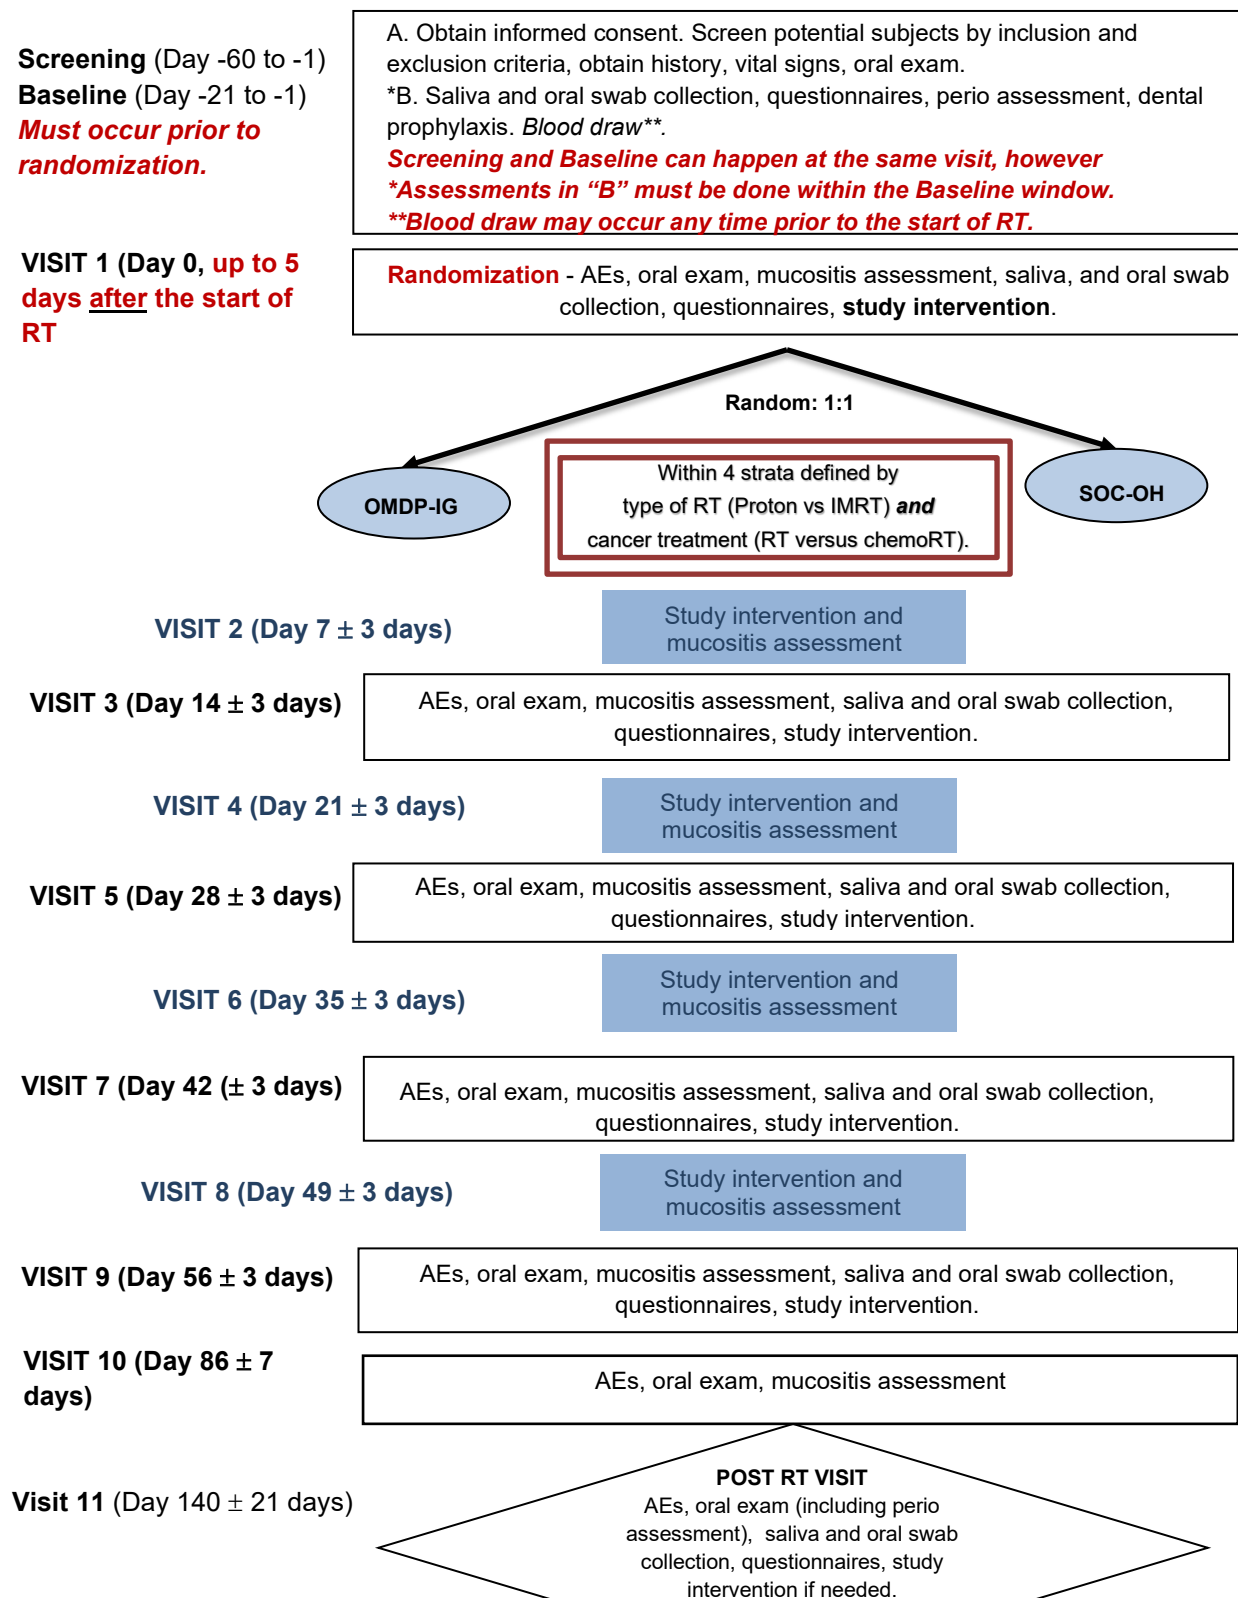 Screening (Day -60 to -1)
Baseline (Day -21 to -1)
Must occur prior to
randomization.
A. Obtain informed consent. Screen potential subjects by inclusion and
exclusion criteria, obtain history, vital signs, oral exam.
*B. Saliva and oral swab collection, questionnaires, perio assessment, dental
prophylaxis. Blood draw**.
Screening and Baseline can happen at the same visit, however
*Assessments in “B” must be done within the Baseline window.
**Blood draw may occur any time prior to the start of RT.
VISIT 1 (Day 0, up to 5
days after the start of
RT
Randomization - AEs, oral exam, mucositis assessment, saliva, and oral swab
collection, questionnaires, study intervention.
Random: 1:1
OMDP-IG
Within 4 strata defined by
type of RT (Proton vs IMRT) and
cancer treatment (RT versus chemoRT).
SOC-OH
VISIT 2 (Day 7 ± 3 days)
Study intervention and
mucositis assessment
VISIT 3 (Day 14 ± 3 days)
AEs, oral exam, mucositis assessment, saliva and oral swab collection,
questionnaires, study intervention.
VISIT 4 (Day 21 ± 3 days)
Study intervention and
mucositis assessment
VISIT 5 (Day 28 ± 3 days)
AEs, oral exam, mucositis assessment, saliva and oral swab collection,
questionnaires, study intervention.
VISIT 6 (Day 35 ± 3 days)
Study intervention and
mucositis assessment
VISIT 7 (Day 42 (± 3 days)
AEs, oral exam, mucositis assessment, saliva and oral swab collection,
questionnaires, study intervention.
VISIT 8 (Day 49 ± 3 days)
Study intervention and
mucositis assessment
VISIT 9 (Day 56 ± 3 days)
AEs, oral exam, mucositis assessment, saliva and oral swab collection,
questionnaires, study intervention.
VISIT 10 (Day 86 ± 7
days)
AEs, oral exam, mucositis assessment
Visit 11 (Day 140 ± 21 days)
POST RT VISIT
AEs, oral exam (including perio
assessment), saliva and oral swab
collection, questionnaires, study
intervention if needed.